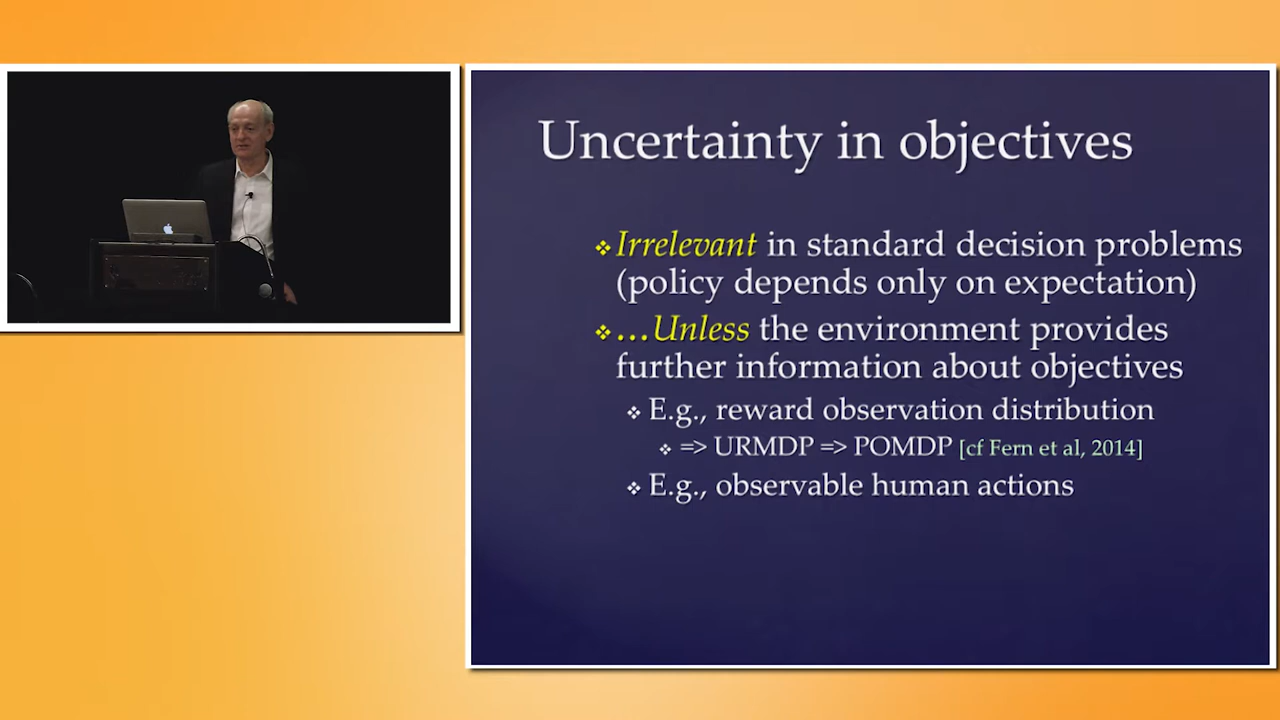 Uncertainty in objectives
❖Irrelevant in standard decision problems
(policy depends only on expectation)
❖…Unless the environment provides
further information about objectives
❖ E.g., reward observation distribution
❖ => URMDP => POMDP [cf Fern et al, 2014]
❖ E.g., observable human actions